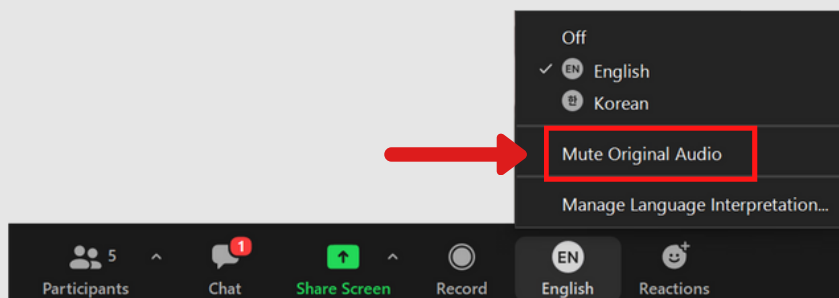 Off
EN English
한 Korean
Mute Original Audio
Manage Language Interpretation...
5
1
EN
Participants
Chat
Share Screen
Record
English
Reactions